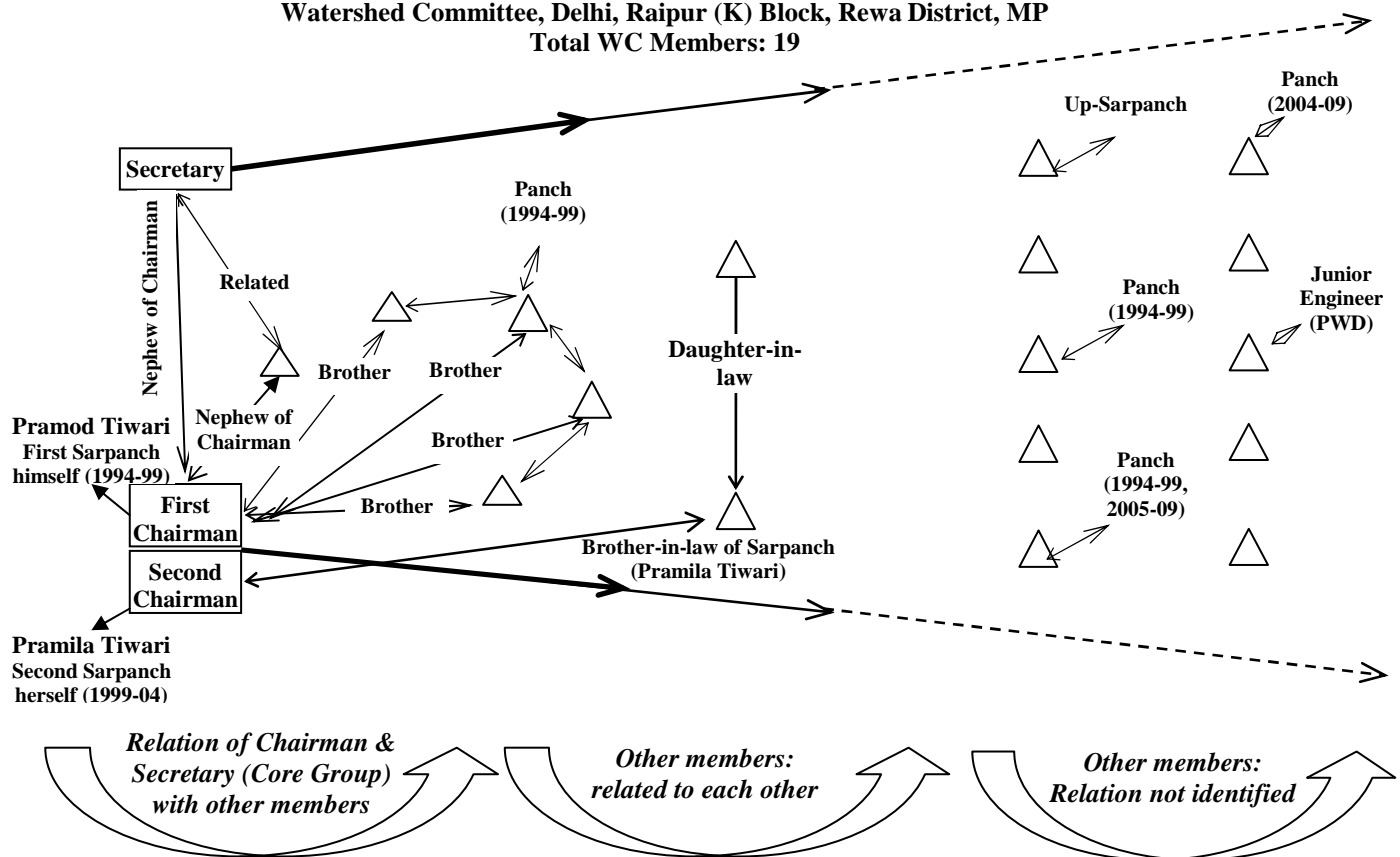 Watershed Committee, Delhi, Raipur (K) Block, Rewa District, MP
Total WC Members: 19
Secretary
Nephew of Chairman
Related
Panch
(1994-99)
Brother
Brother
Brother
Brother
Nephew of
Chairman
Pramod Tiwari
First Sarpanch
himself (1994-99)
First
Chairman
Second
Chairman
Pramila Tiwari
Second Sarpanch
herself (1999-04)
Daughter-in-
law
Brother-in-law of Sarpanch
(Pramila Tiwari)
Up-Sarpanch
Panch
(2004-09)
Panch
(1994-99)
Junior
Engineer
(PWD)
Panch
(1994-99,
2005-09)
Relation of Chairman &
Secretary (Core Group)
with other members
Other members:
related to each other
Other members:
Relation not identified